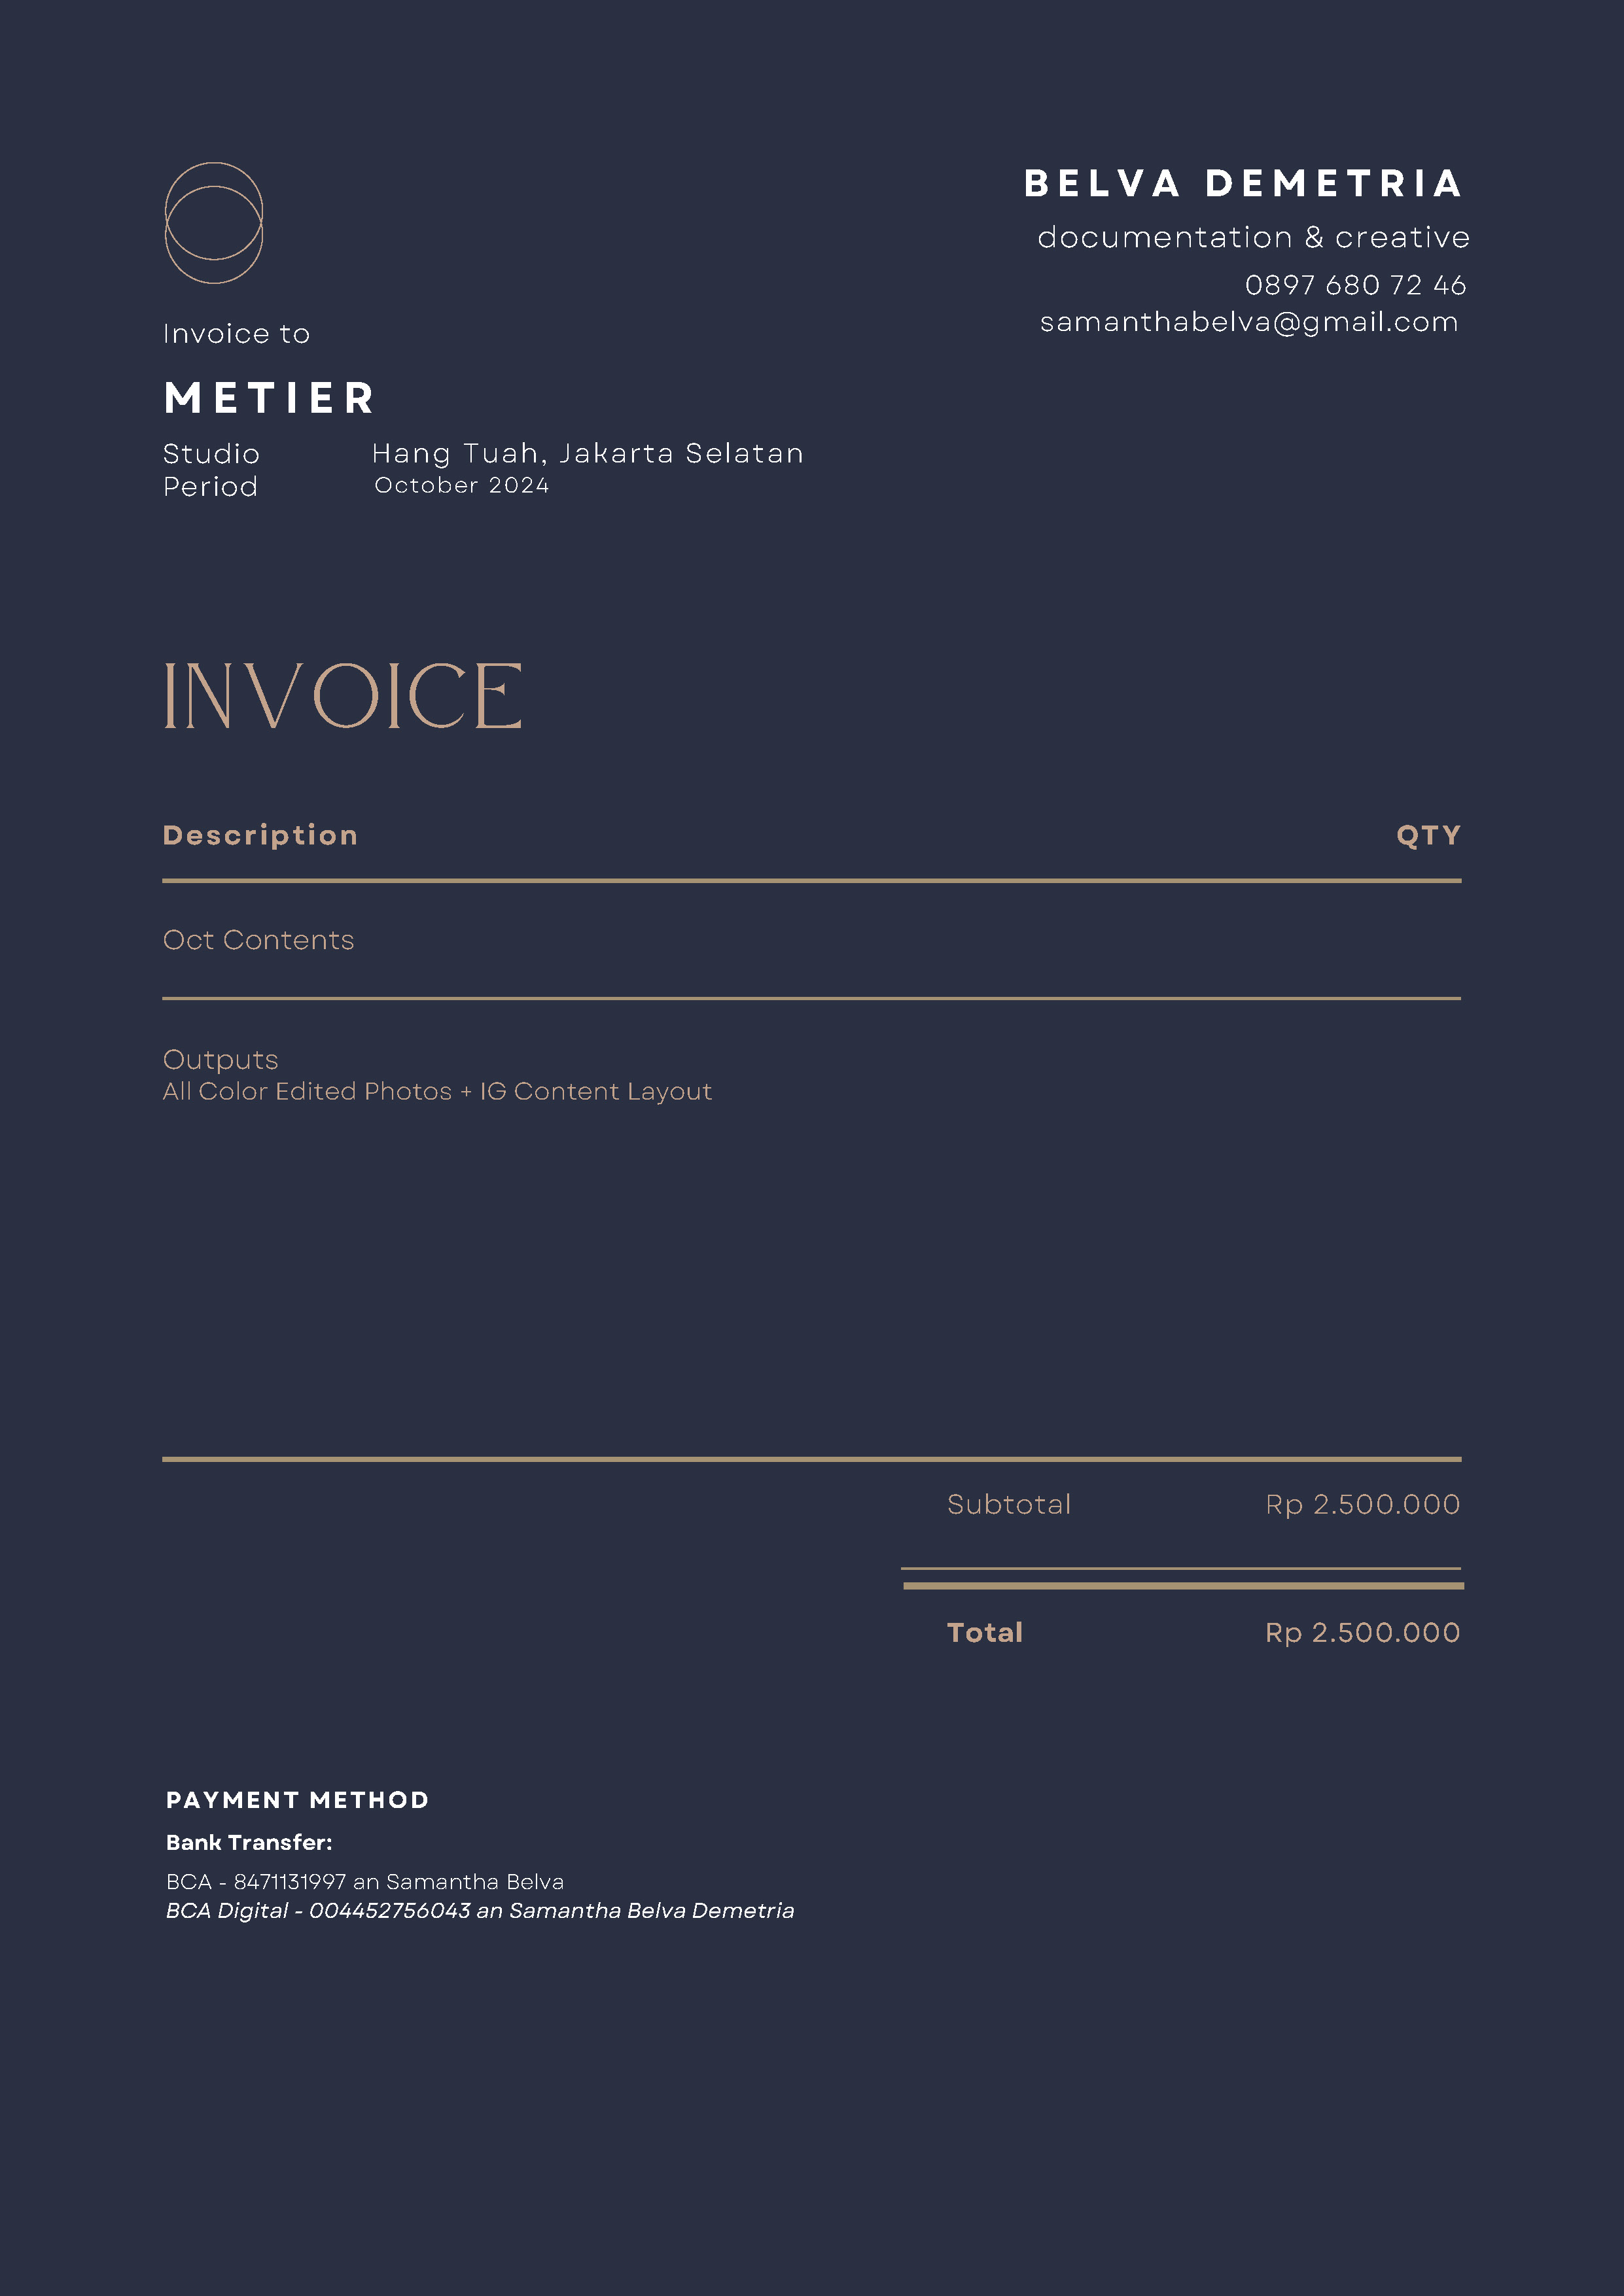 BELVA DEMETRIA
documentation & creative
0897 680 72 46
samanthabelva@gmail.com
Invoice to
METIER
Studio Hang Tuah, Jakarta Selatan
Period October 2024
INVOICE
Description QTY
Oct Contents
Outputs
All Color Edited Photos + IG Content Layout
Subtotal Rp 2.500.000
Total Rp 2.500.000
PAYMENT METHOD
Bank Transfer:
BCA - 8471131997 an Samantha Belva
BCA Digital - 004452756043 an Samantha Belva Demetria